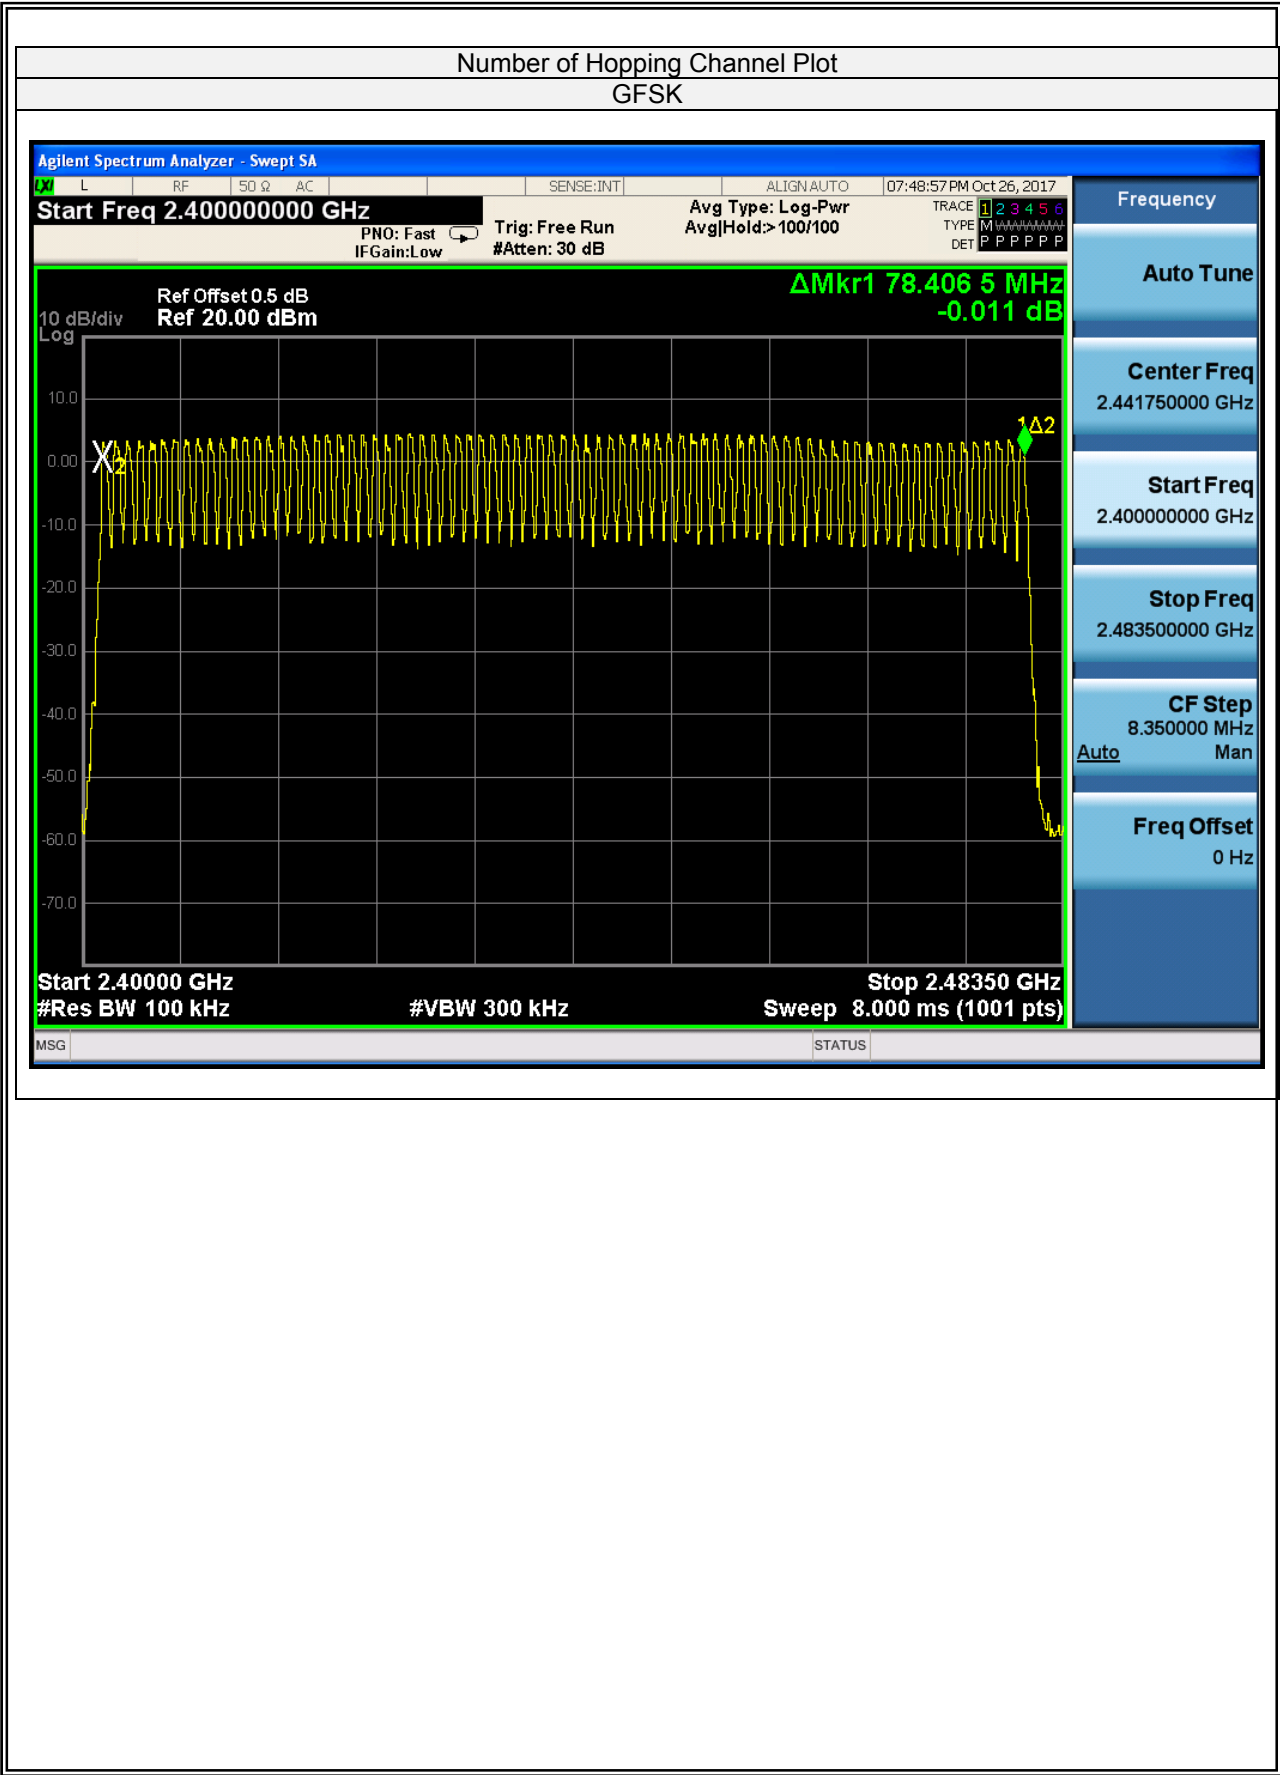 Number of Hopping Channel Plot
GFSK
Agilent Spectrum Analyzer - Swept SA
LXI L RF 50 Ω AC SENSE:INT ALIGN AUTO 07:48:57 PM Oct 26, 2017
Start Freq 2.400000000 GHz
PNO: Fast
IFGain:Low
Trig: Free Run
#Atten: 30 dB
Avg Type: Log-Pwr
Avg|Hold:>100/100
TRACE 1 2 3 4 5 6
TYPE M
DET P P P P P P
ΔMkr1 78.406 5 MHz
-0.011 dB
Ref Offset 0.5 dB
10 dB/div Ref 20.00 dBm
Log
10.0
0.00
-10.0
-20.0
-30.0
-40.0
-50.0
-60.0
-70.0
2
1Δ2
Start 2.40000 GHz Stop 2.48350 GHz
#Res BW 100 kHz #VBW 300 kHz Sweep 8.000 ms (1001 pts)
MSG STATUS
Frequency
Auto Tune
Center Freq
2.441750000 GHz
Start Freq
2.400000000 GHz
Stop Freq
2.483500000 GHz
CF Step
8.350000 MHz
Auto Man
Freq Offset
0 Hz